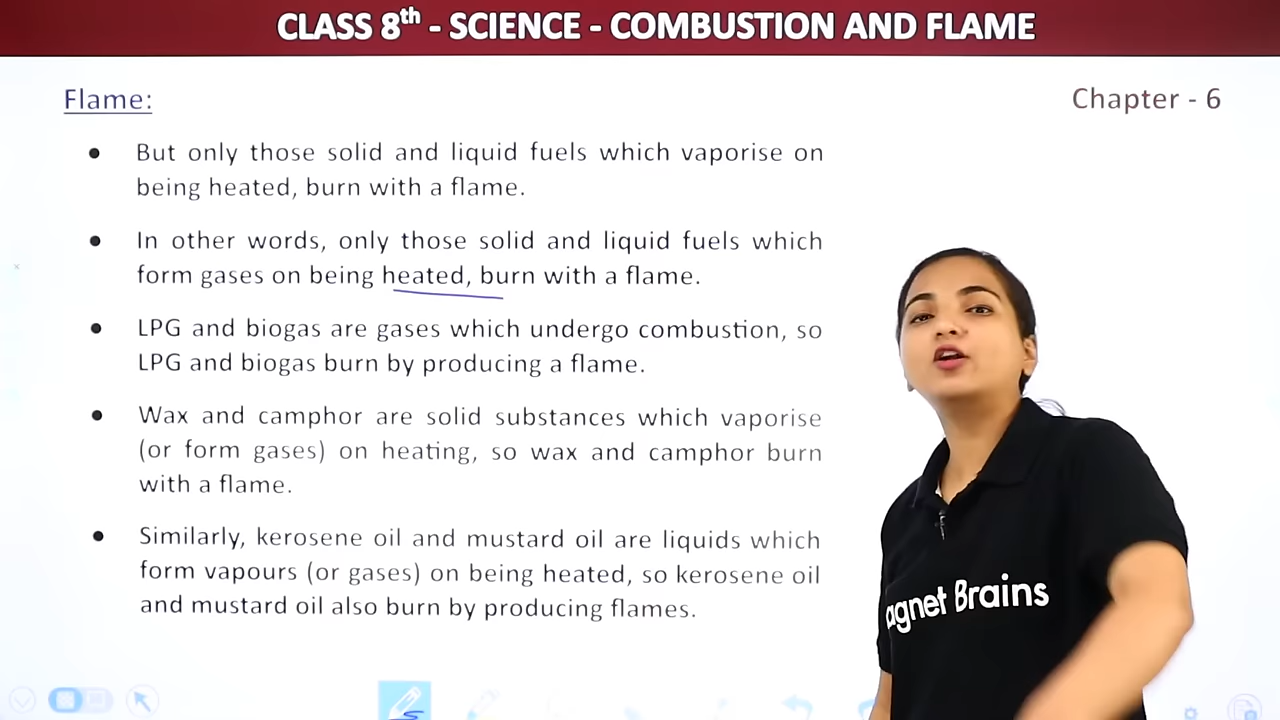 CLASS 8th - SCIENCE - COMBUSTION AND FLAME
Flame:
Chapter - 6
• But only those solid and liquid fuels which vaporise on
being heated, burn with a flame.
• In other words, only those solid and liquid fuels which
form gases on being heated, burn with a flame.
• LPG and biogas are gases which undergo combustion, so
LPG and biogas burn by producing a flame.
• Wax and camphor are solid substances which vaporise
(or form gases) on heating, so wax and camphor burn
with a flame.
• Similarly, kerosene oil and mustard oil are liquids which
form vapours (or gases) on being heated, so kerosene oil
and mustard oil also burn by producing flames.
agnet Brains